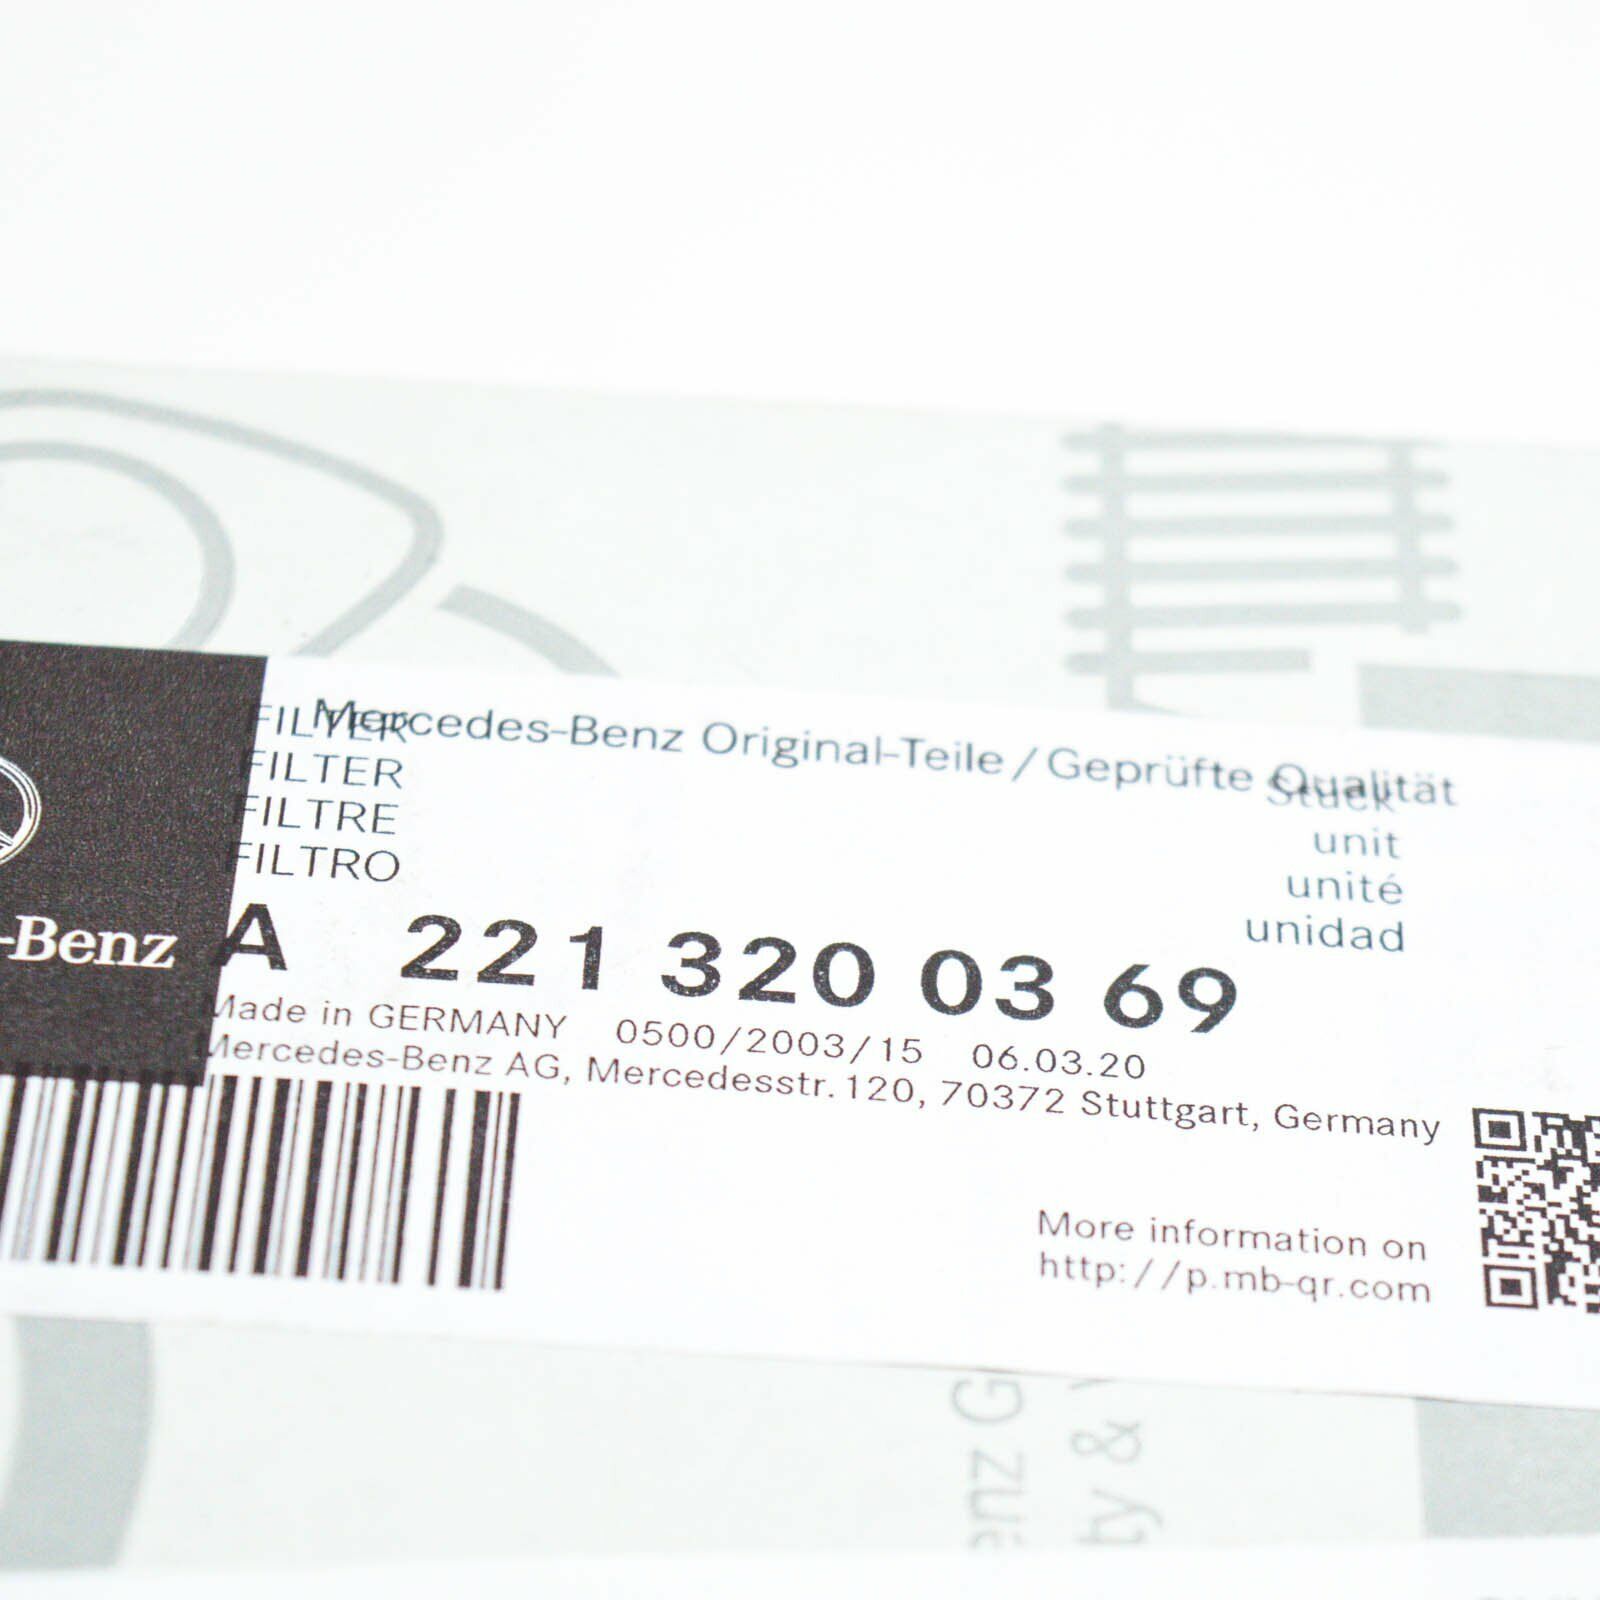 Mercedes-Benz Original-Teile / Geprüfte Qualität
FILTER
FILTER
FILTRE
FILTRO
Stück
unit
unité
unidad
-Benz
A 221 320 03 69
Made in GERMANY 0500/2003/15 06.03.20
Mercedes-Benz AG, Mercedesstr. 120, 70372 Stuttgart, Germany
More information on
http://p.mb-qr.com
enz G
ty &